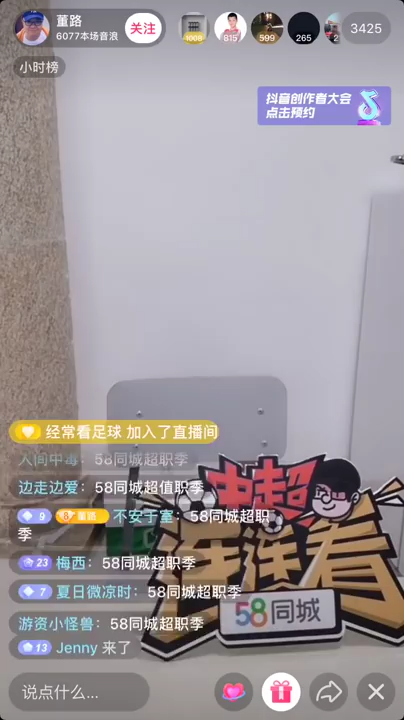 董路
6077本场音浪
关注
1008
815
599
265
2
3425
小时榜
抖音创作者大会
点击预约
经常看足球 加入了直播间
人间中毒：58同城超职季
边走边爱：58同城超值职季
9 8 董路 不安于室：58同城超职
季
23 梅西：58同城超职季
7 夏日微凉时：58同城超职季
游资小怪兽：58同城超职季
13 Jenny 来了
中超
连连看
58同城
说点什么...